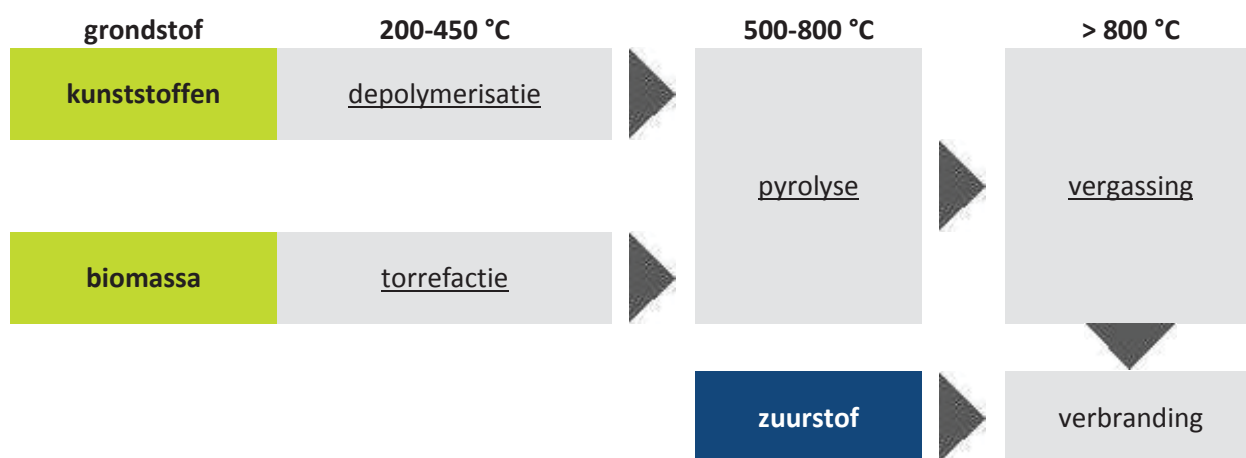 grondstof 200-450 °C 500-800 °C > 800 °C
kunststoffen depolymerisatie
pyrolyse vergassing
biomassa torrefactie
zuurstof verbranding